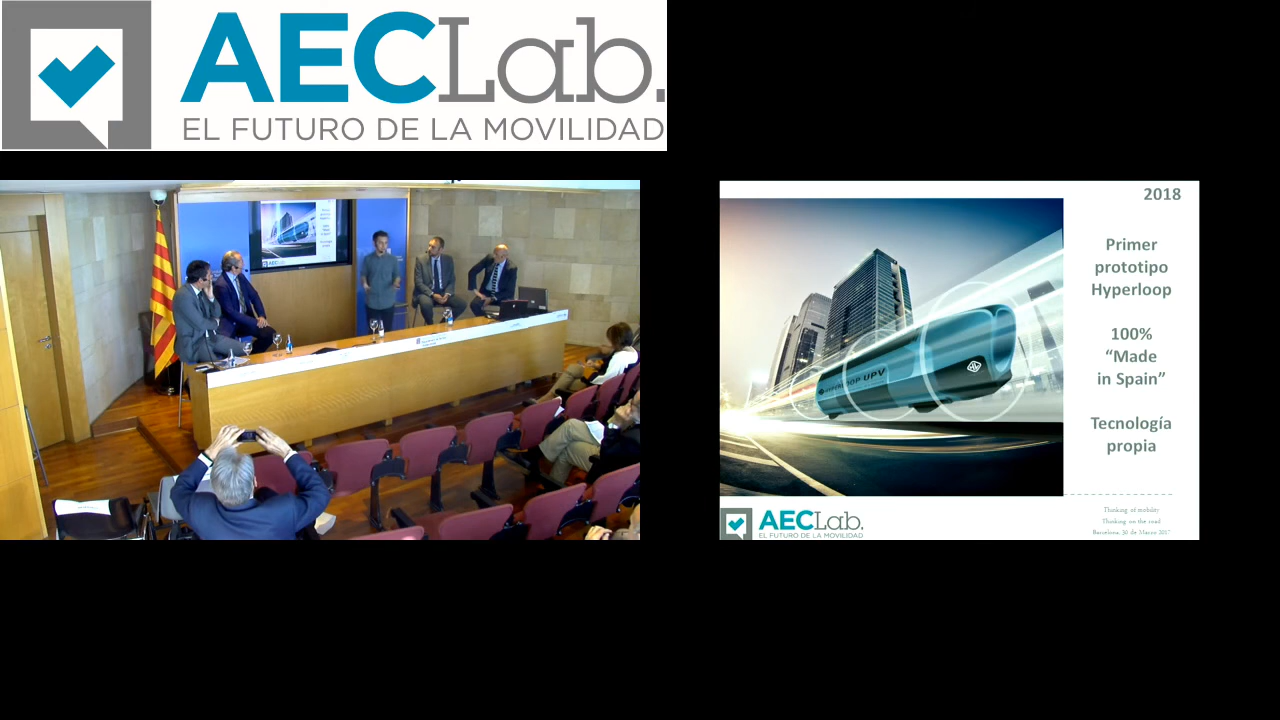 AECLab.
EL FUTURO DE LA MOVILIDAD
2018
Primer
prototipo
Hyperloop
100%
“Made
in Spain”
Tecnología
propia
HYPERLOOP UPV
AECLab.
EL FUTURO DE LA MOVILIDAD
Thinking of mobility
Thinking on the road
Barcelona, 30 de Marzo 2017
AECLab